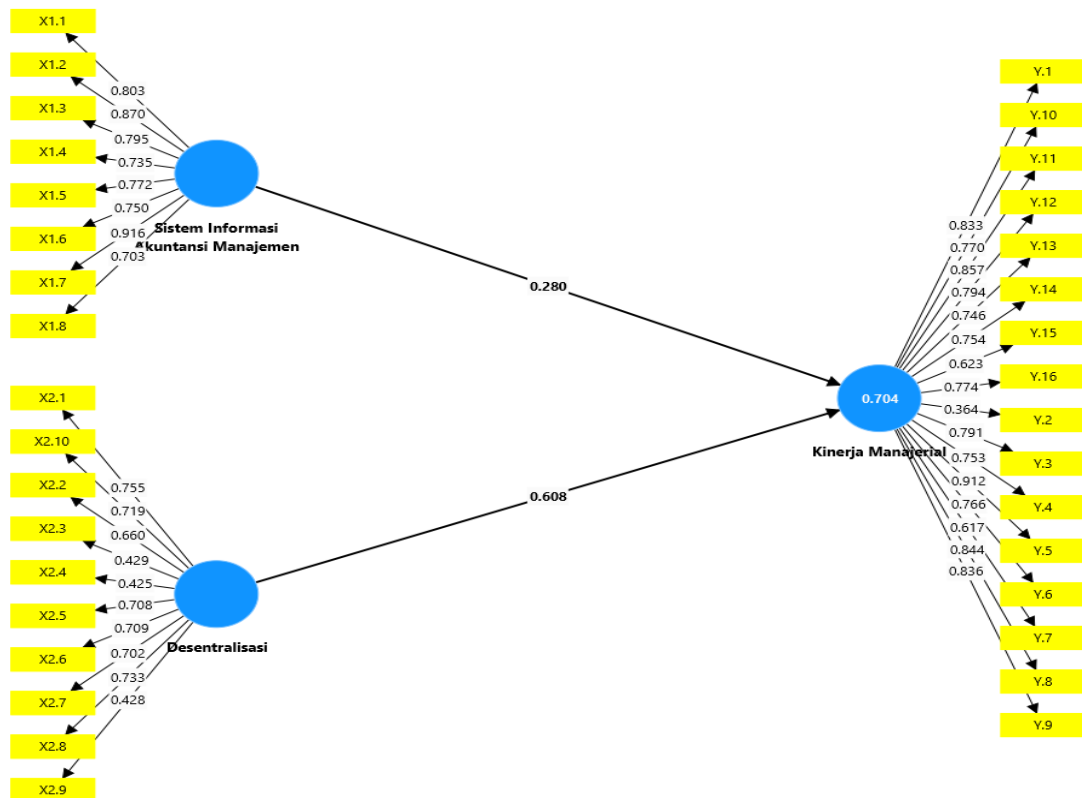 X1.1
X1.2
X1.3
X1.4
X1.5
X1.6
X1.7
X1.8
0.803
0.870
0.795
0.735
0.772
0.750
0.916
0.703
Sistem Informasi
Akuntansi Manajemen
0.280
X2.1
X2.10
X2.2
X2.3
X2.4
X2.5
X2.6
X2.7
X2.8
X2.9
0.755
0.719
0.660
0.429
0.425
0.708
0.709
0.702
0.733
0.428
Desentralisasi
0.608
0.704
Kinerja Manajerial
0.833
0.770
0.857
0.794
0.746
0.754
0.623
0.774
0.364
0.791
0.753
0.912
0.766
0.617
0.844
0.836
Y.1
Y.10
Y.11
Y.12
Y.13
Y.14
Y.15
Y.16
Y.2
Y.3
Y.4
Y.5
Y.6
Y.7
Y.8
Y.9